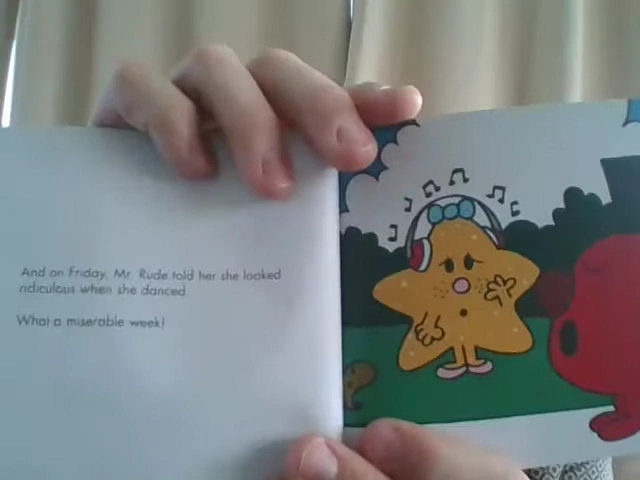 And on Friday, Mr. Rude told her she looked
ridiculous when she danced.
What a miserable week!